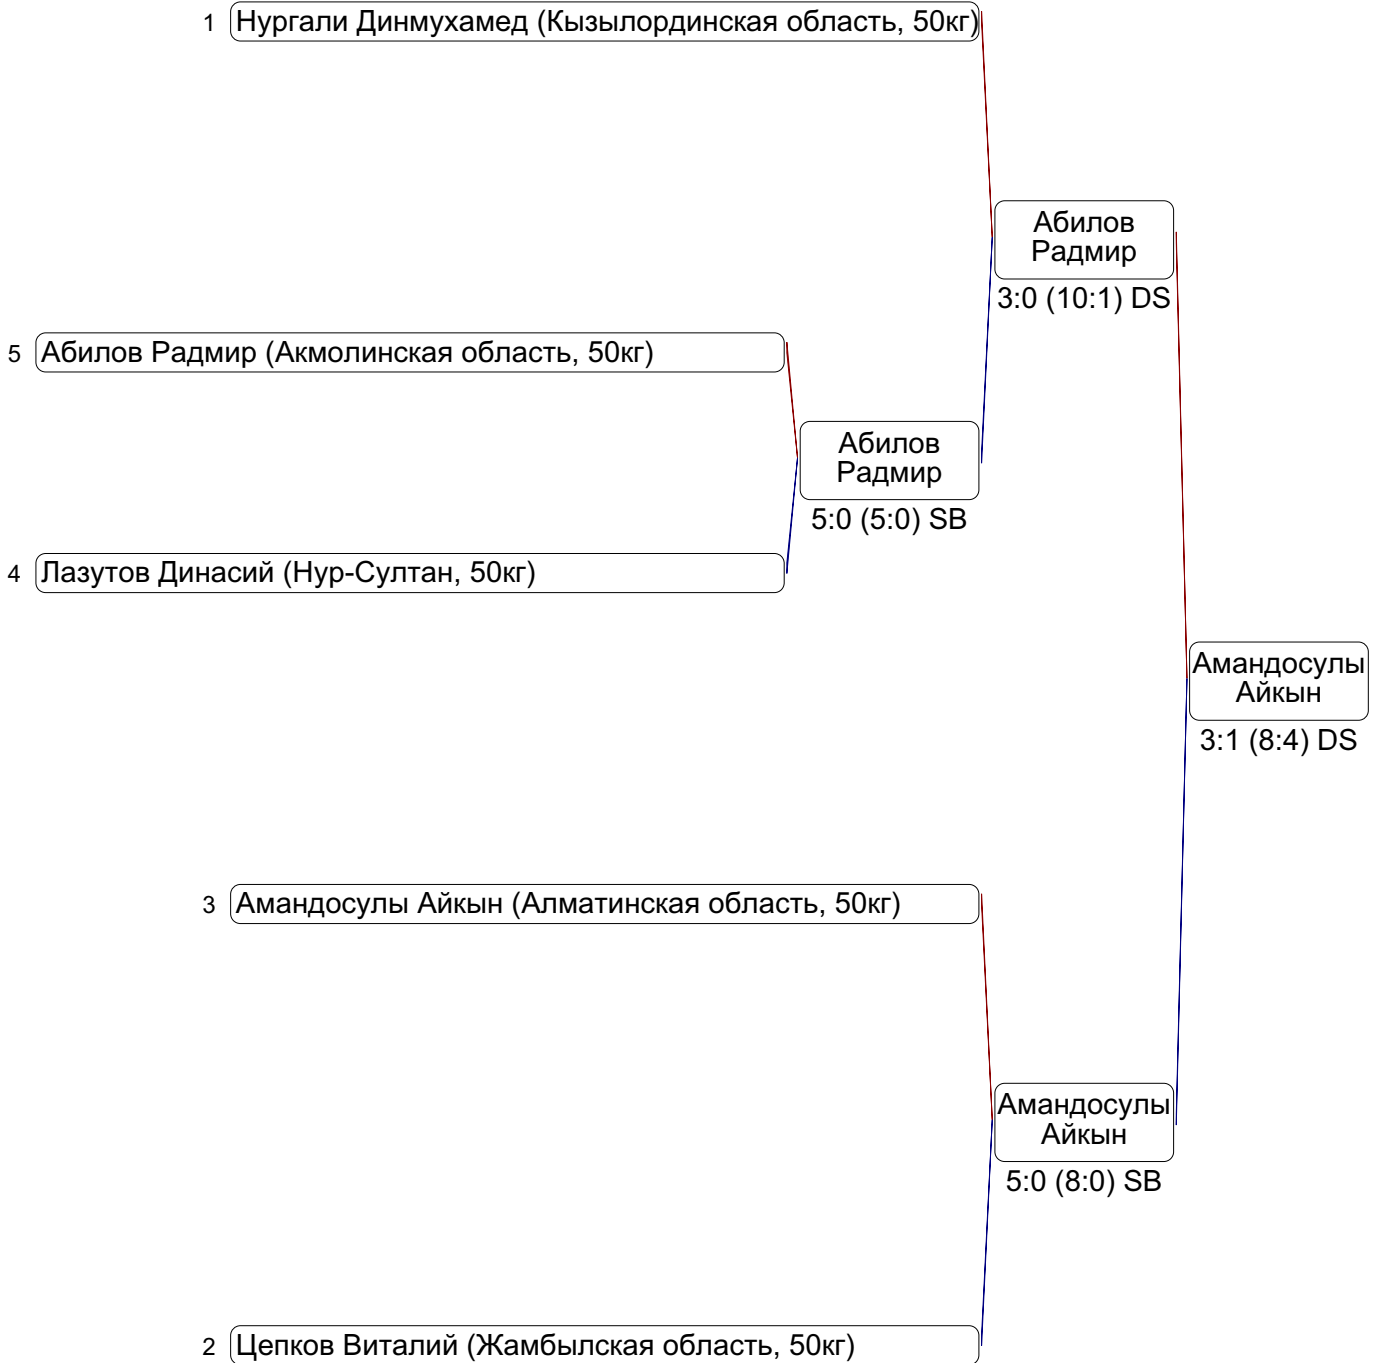 1 Нургали Динмухамед (Кызылординская область, 50кг)
Абилов
Радмир
3:0 (10:1) DS
5 Абилов Радмир (Акмолинская область, 50кг)
Абилов
Радмир
5:0 (5:0) SB
4 Лазутов Динасий (Нур-Султан, 50кг)
Амандосулы
Айкын
3:1 (8:4) DS
3 Амандосулы Айкын (Алматинская область, 50кг)
Амандосулы
Айкын
5:0 (8:0) SB
2 Цепков Виталий (Жамбылская область, 50кг)